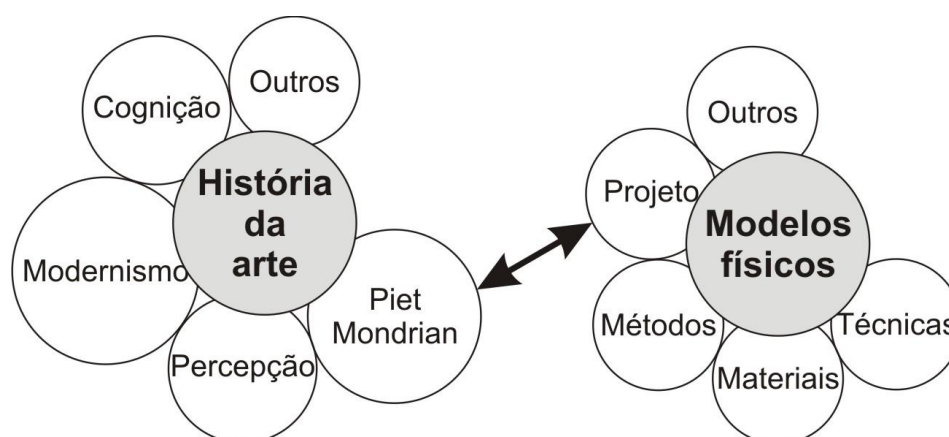 Outros
Cognição
História
da
arte
Modernismo
Piet
Mondrian
Percepção
Outros
Projeto
Modelos
físicos
Métodos
Técnicas
Materiais